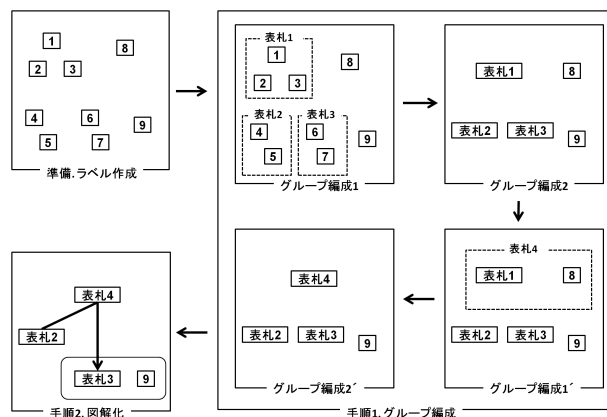 1
8
2
3
4
6
9
5
7
準備.ラベル作成
表札1
1
8
2
3
表札2
表札3
4
6
9
5
7
グループ編成1
表札1
8
表札2
表札3
9
グループ編成2
表札4
表札1
8
表札2
表札3
9
グループ編成1´
表札4
表札2
表札3
9
グループ編成2´
手順1.グループ編成
表札4
表札2
表札3
9
手順2.図解化